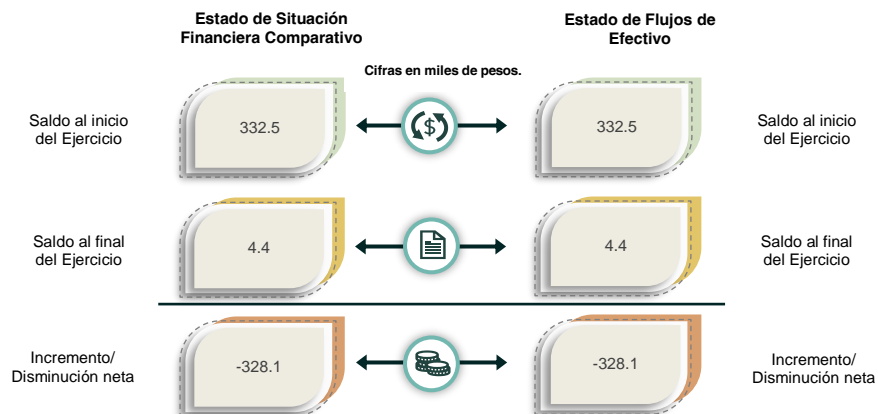 Estado de Situación
Financiera Comparativo
Estado de Flujos de
Efectivo
Cifras en miles de pesos.
Saldo al inicio
del Ejercicio
332.5
$
332.5
Saldo al inicio
del Ejercicio
Saldo al final
del Ejercicio
4.4
4.4
Saldo al final
del Ejercicio
Incremento/
Disminución neta
-328.1
-328.1
Incremento/
Disminución neta